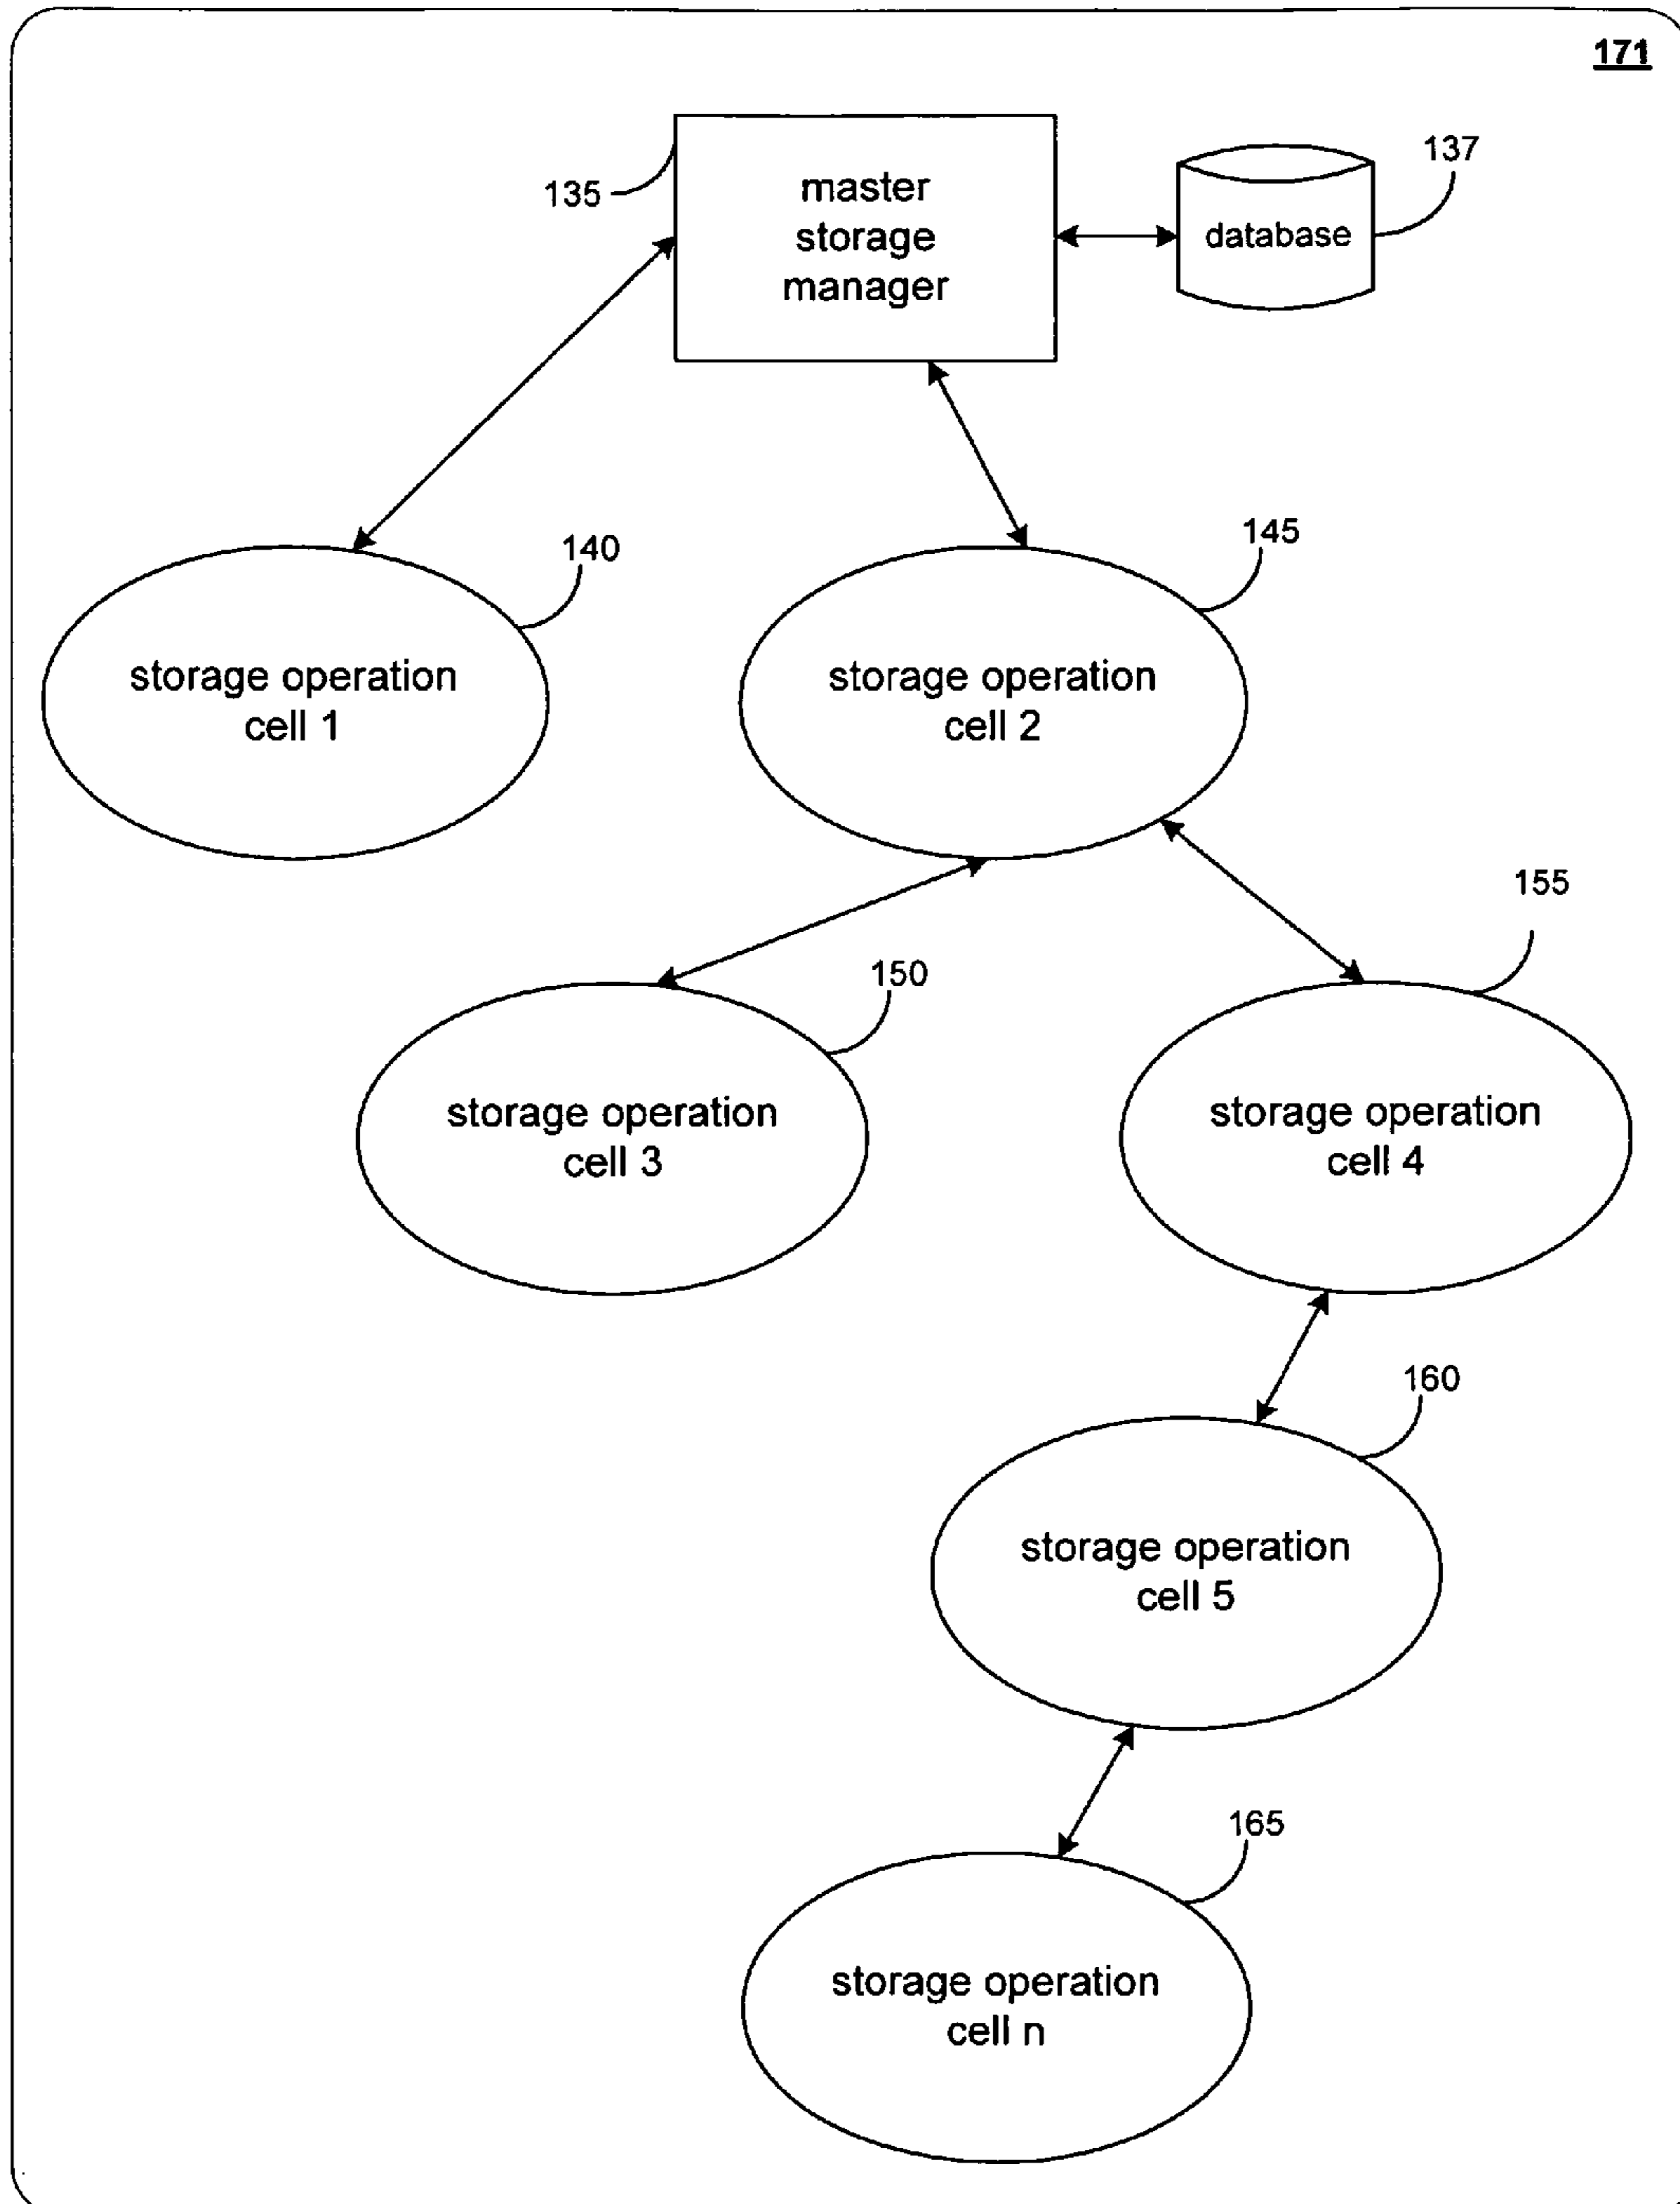 171
135
master
storage
manager
database
137
140
storage operation
cell 1
145
storage operation
cell 2
150
storage operation
cell 3
155
storage operation
cell 4
160
storage operation
cell 5
165
storage operation
cell n